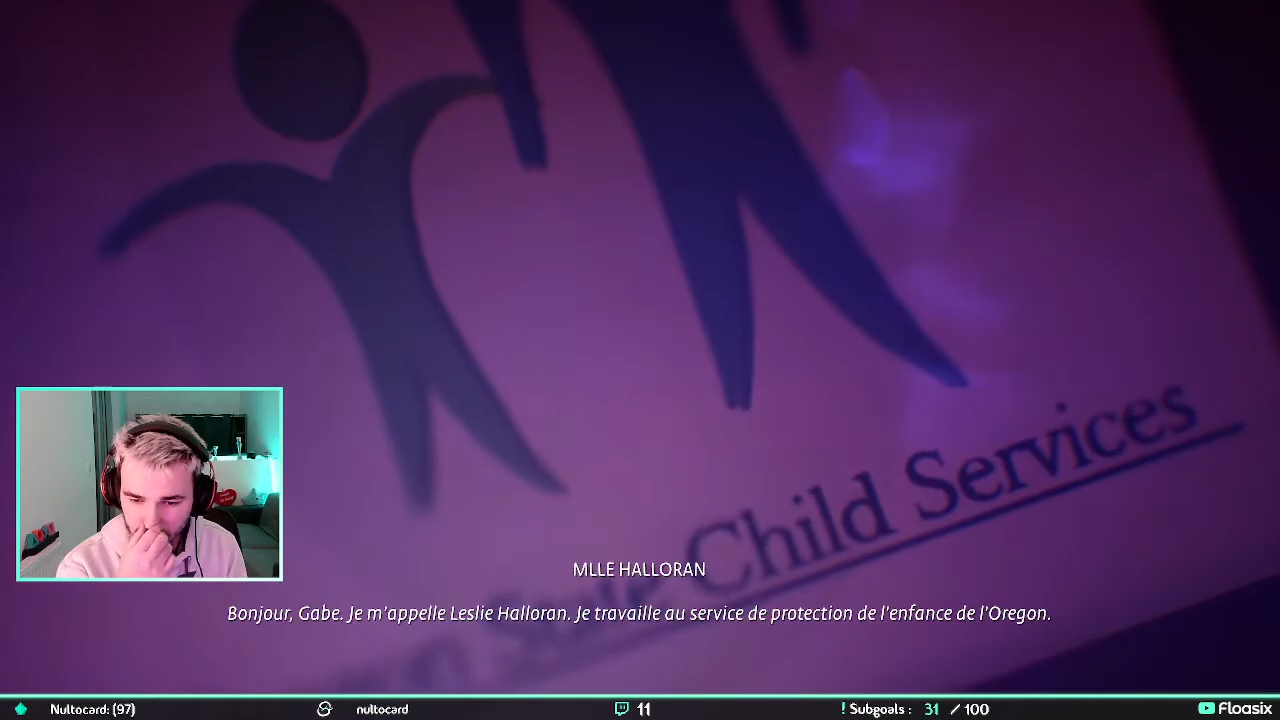 Child Services
MLLE HALLORAN
Bonjour, Gabe. Je m'appelle Leslie Halloran. Je travaille au service de protection de l'enfance de l'Oregon.
Nultocard: (97) nultocard 11 ! Subgoals : 31 / 100 Floasix